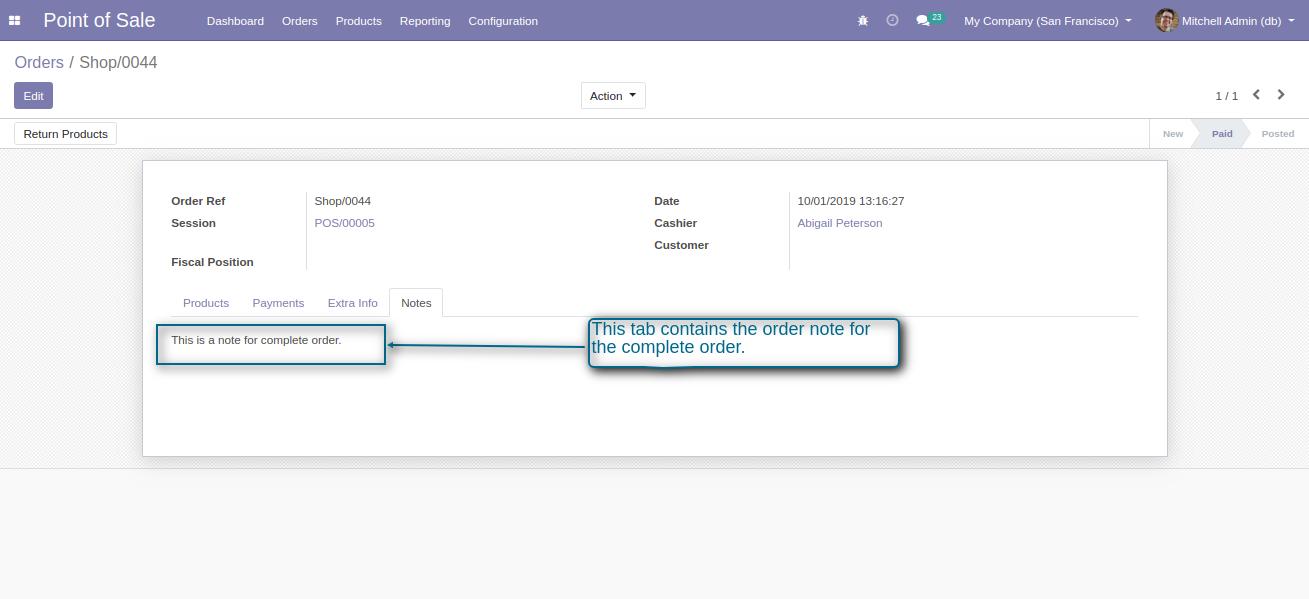 Point of Sale Dashboard Orders Products Reporting Configuration 23 My Company (San Francisco) Mitchell Admin (db)
Orders / Shop/0044
Edit Action 1 / 1
Return Products New Paid Posted
Order Ref Shop/0044 Date 10/01/2019 13:16:27
Session POS/00005 Cashier Abigail Peterson
Customer
Fiscal Position
Products Payments Extra Info Notes
This is a note for complete order.
This tab contains the order note for
the complete order.